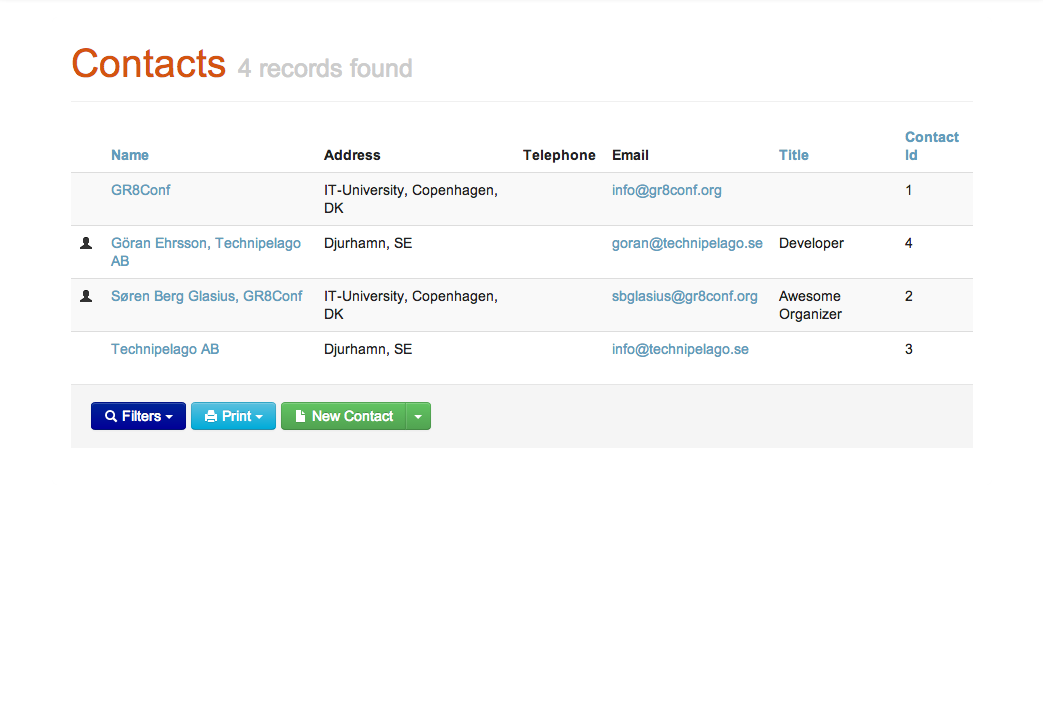 Contacts 4 records found
Name Address Telephone Email Title Contact
Id
GR8Conf IT-University, Copenhagen, info@gr8conf.org 1
DK
Göran Ehrsson, Technipelago Djurhamn, SE goran@technipelago.se Developer 4
AB
Søren Berg Glasius, GR8Conf IT-University, Copenhagen, sbglasius@gr8conf.org Awesome 2
DK Organizer
Technipelago AB Djurhamn, SE info@technipelago.se 3
Filters Print New Contact